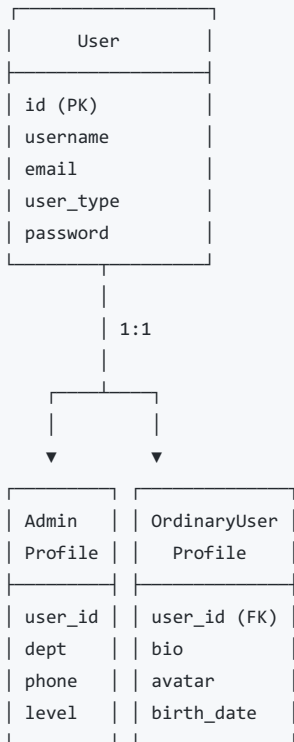 User
id (PK)
username
email
user_type
password
1:1
Admin OrdinaryUser
Profile Profile
user_id user_id (FK)
dept bio
phone avatar
level birth_date